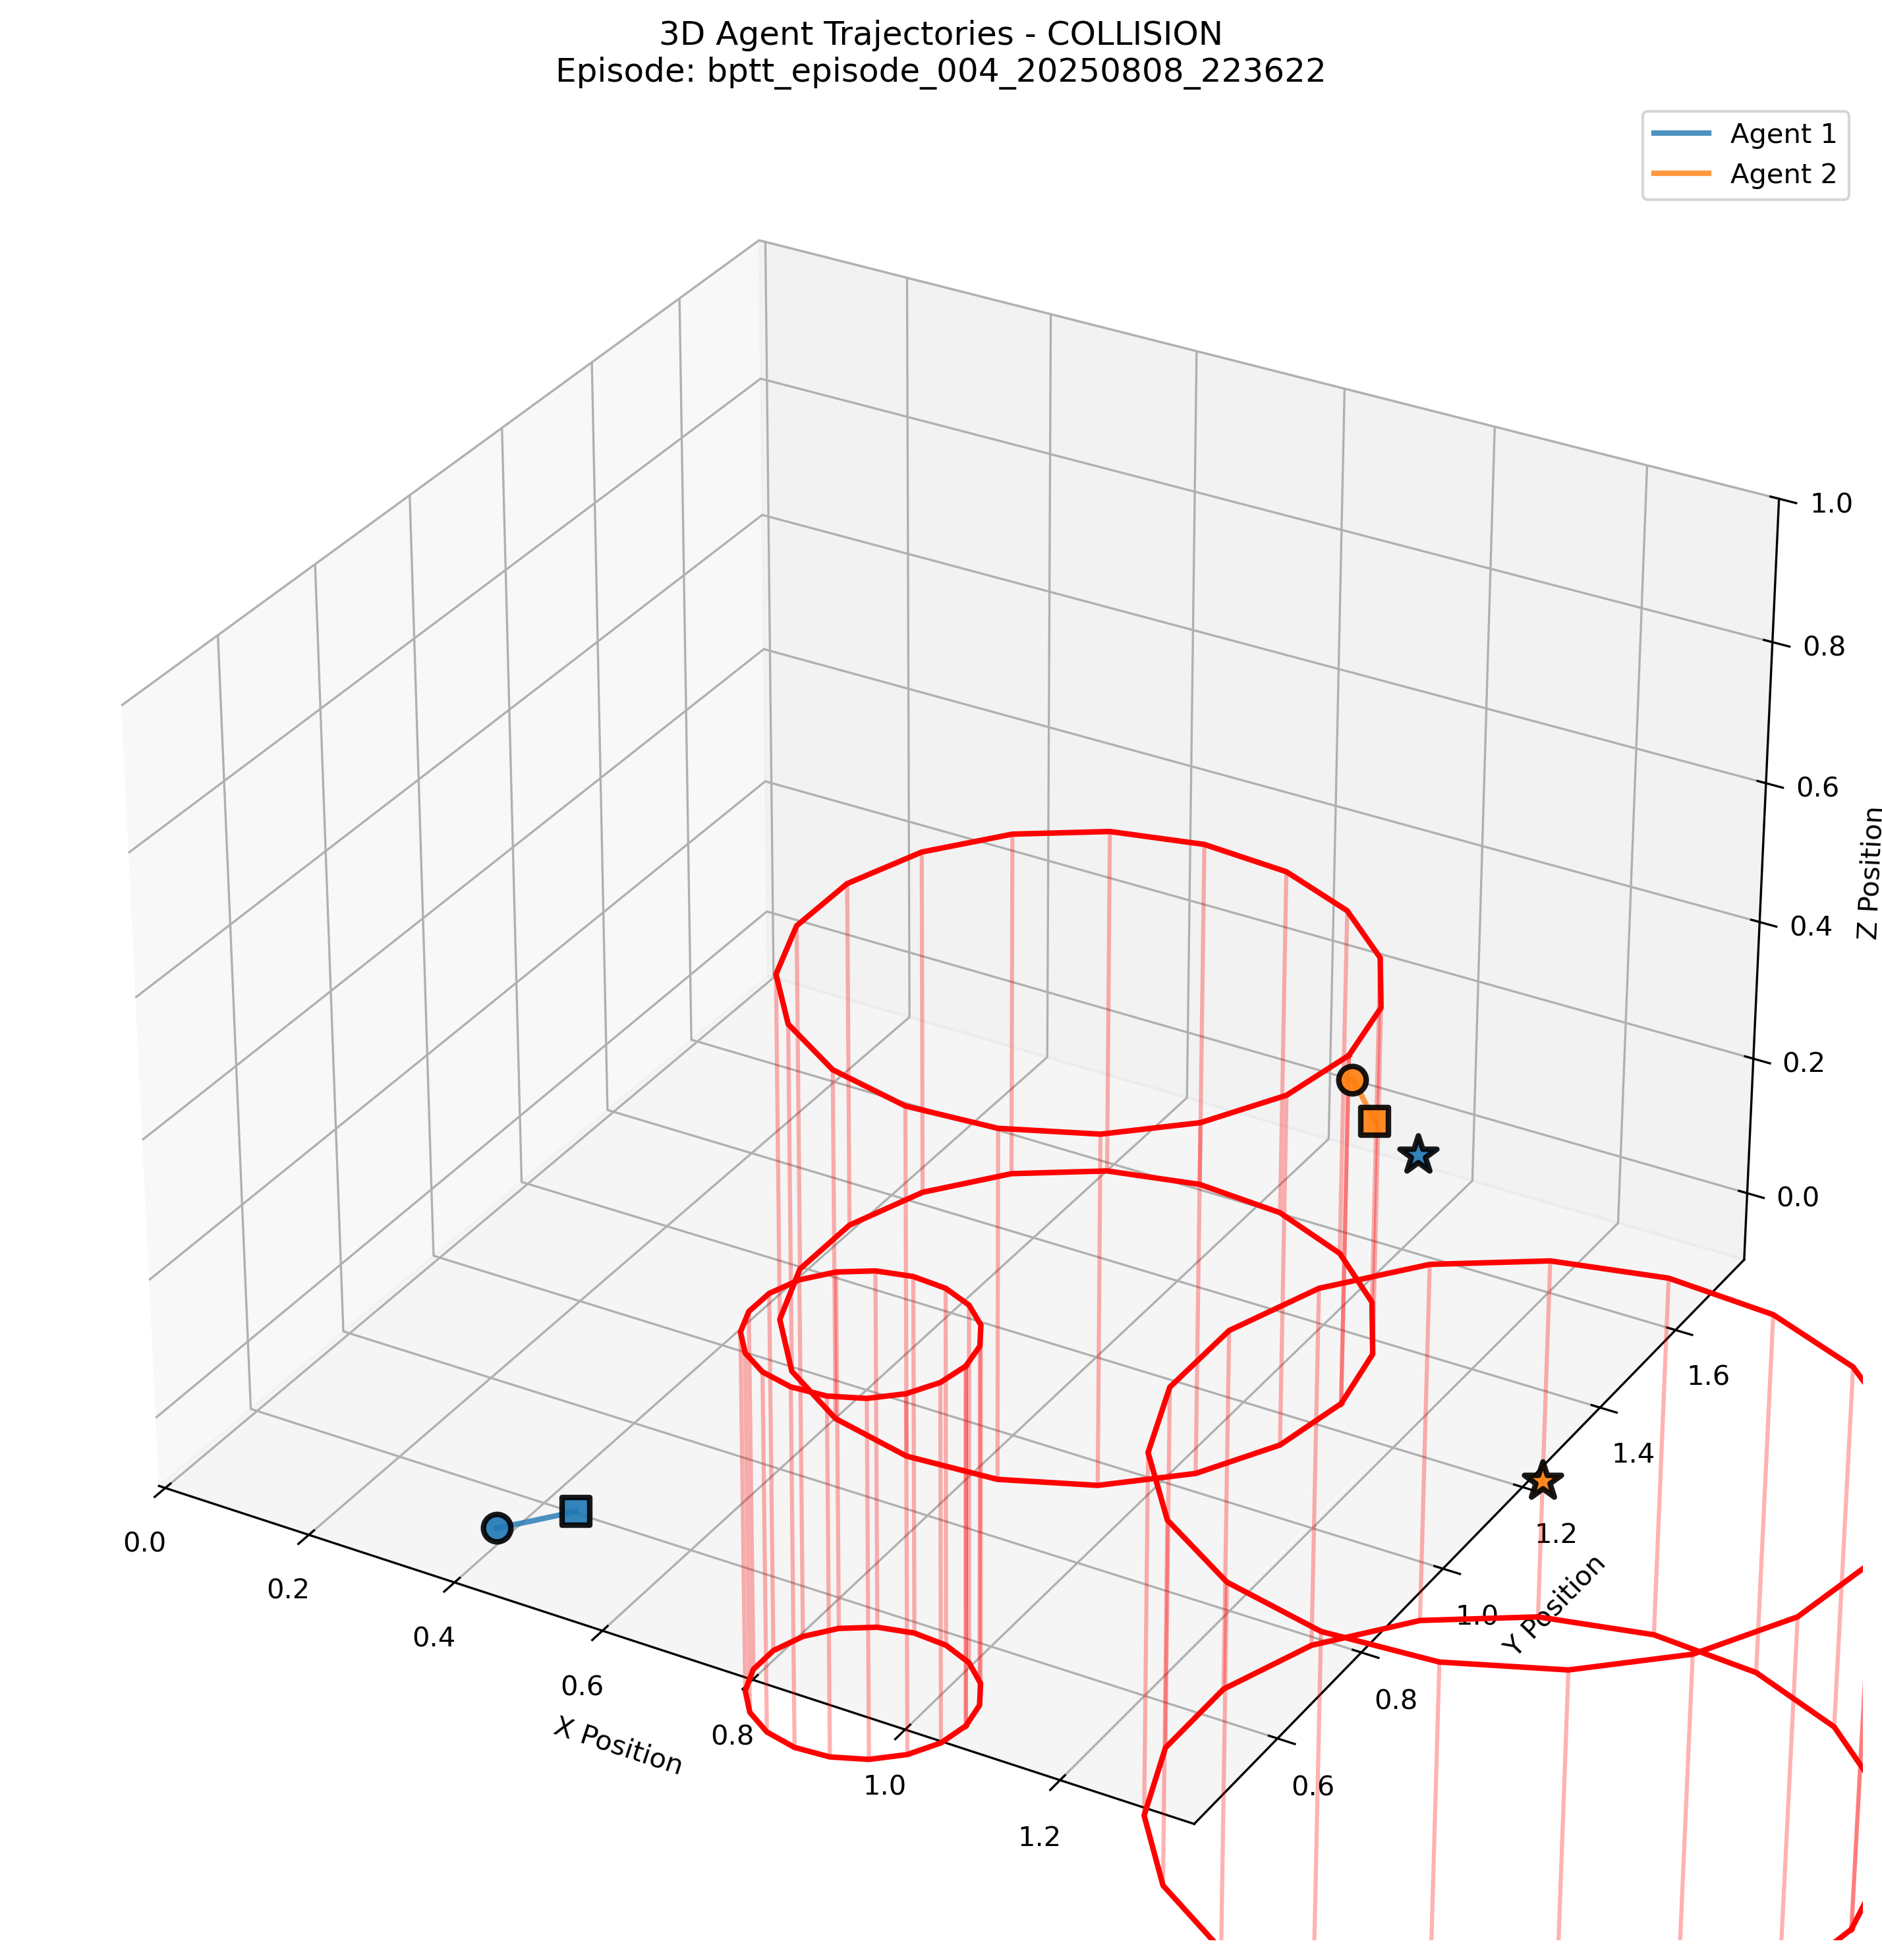 3D Agent Trajectories - COLLISION
Episode: bptt_episode_004_20250808_223622
Agent 1
Agent 2
1.0
0.8
0.6
0.4
0.2
0.0
Z Position
1.6
1.4
1.2
1.0
0.8
0.6
Y Position
0.0
0.2
0.4
0.6
0.8
1.0
1.2
X Position